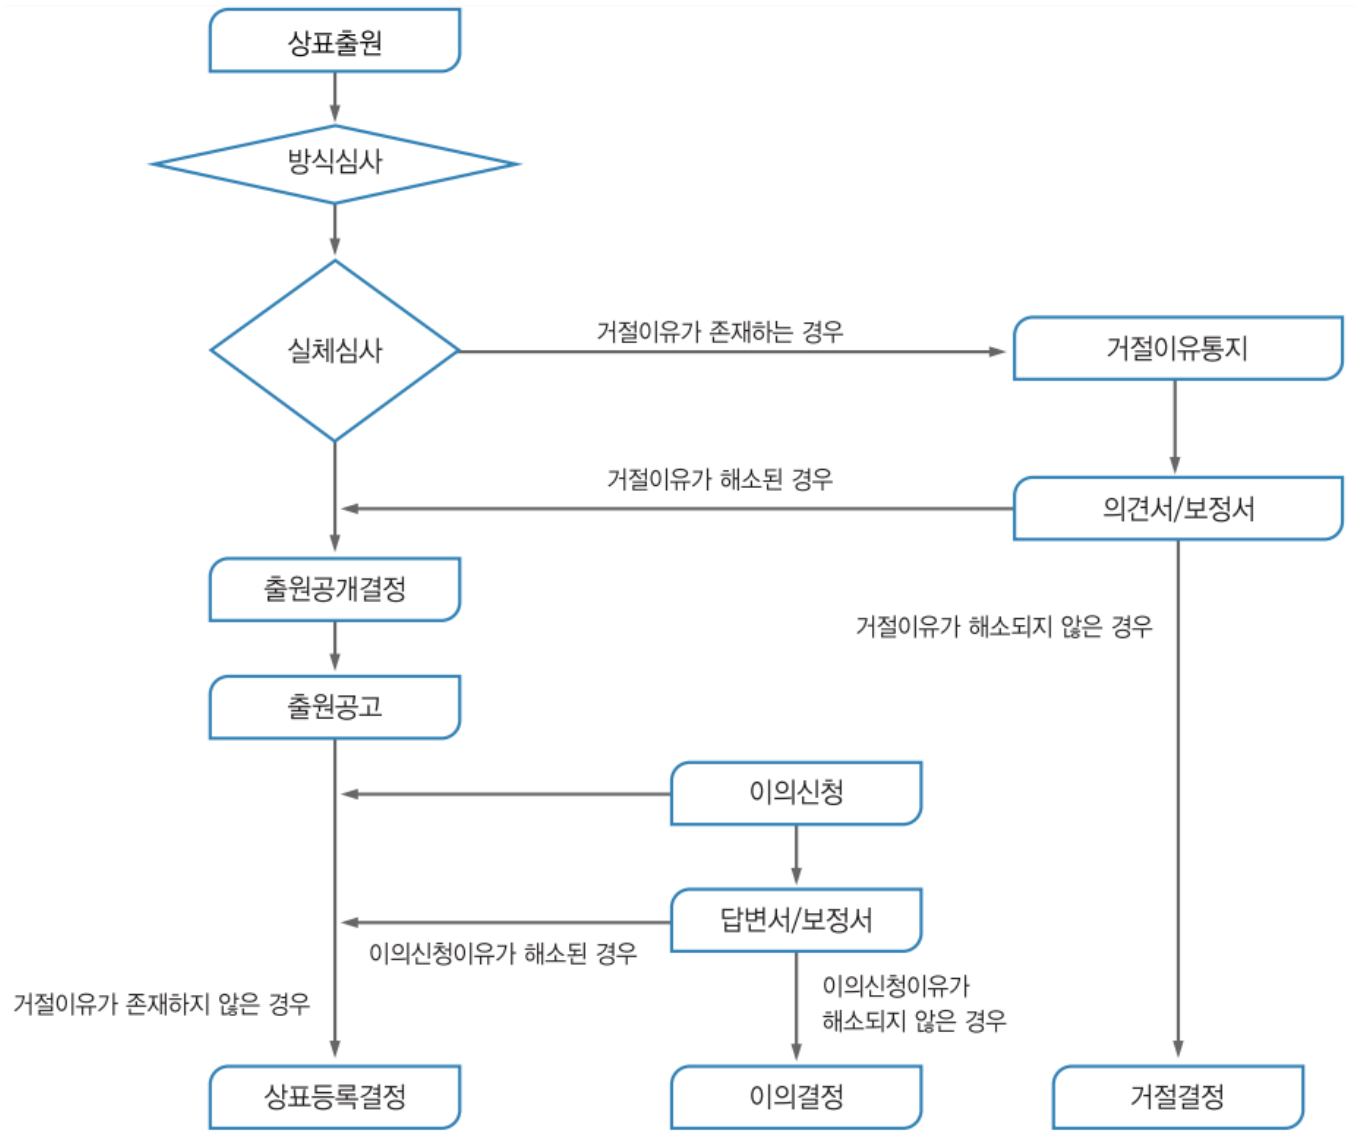 상표출원
방식심사
실체심사
거절이유가 존재하는 경우
거절이유통지
거절이유가 해소된 경우
의견서/보정서
출원공개결정
거절이유가 해소되지 않은 경우
출원공고
이의신청
답변서/보정서
이의신청이유가 해소된 경우
이의신청이유가
해소되지 않은 경우
거절이유가 존재하지 않은 경우
상표등록결정
이의결정
거절결정